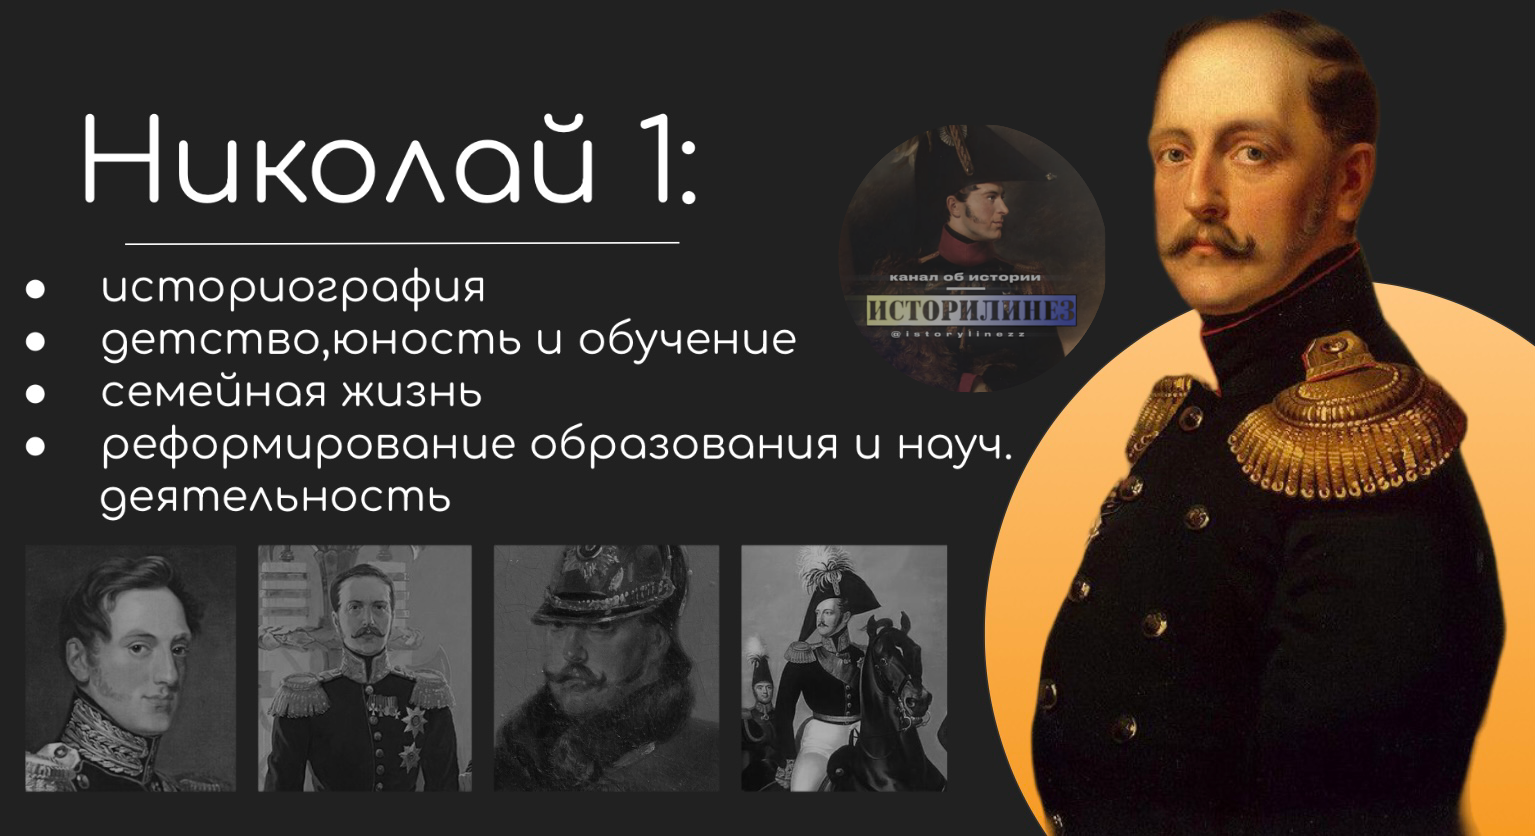 Николай 1:
● историография
● детство,юность и обучение
● семейная жизнь
● реформирование образования и науч.
деятельность
канал об истории
ИСТОРИЛИНЕЗ
@istorylinezz